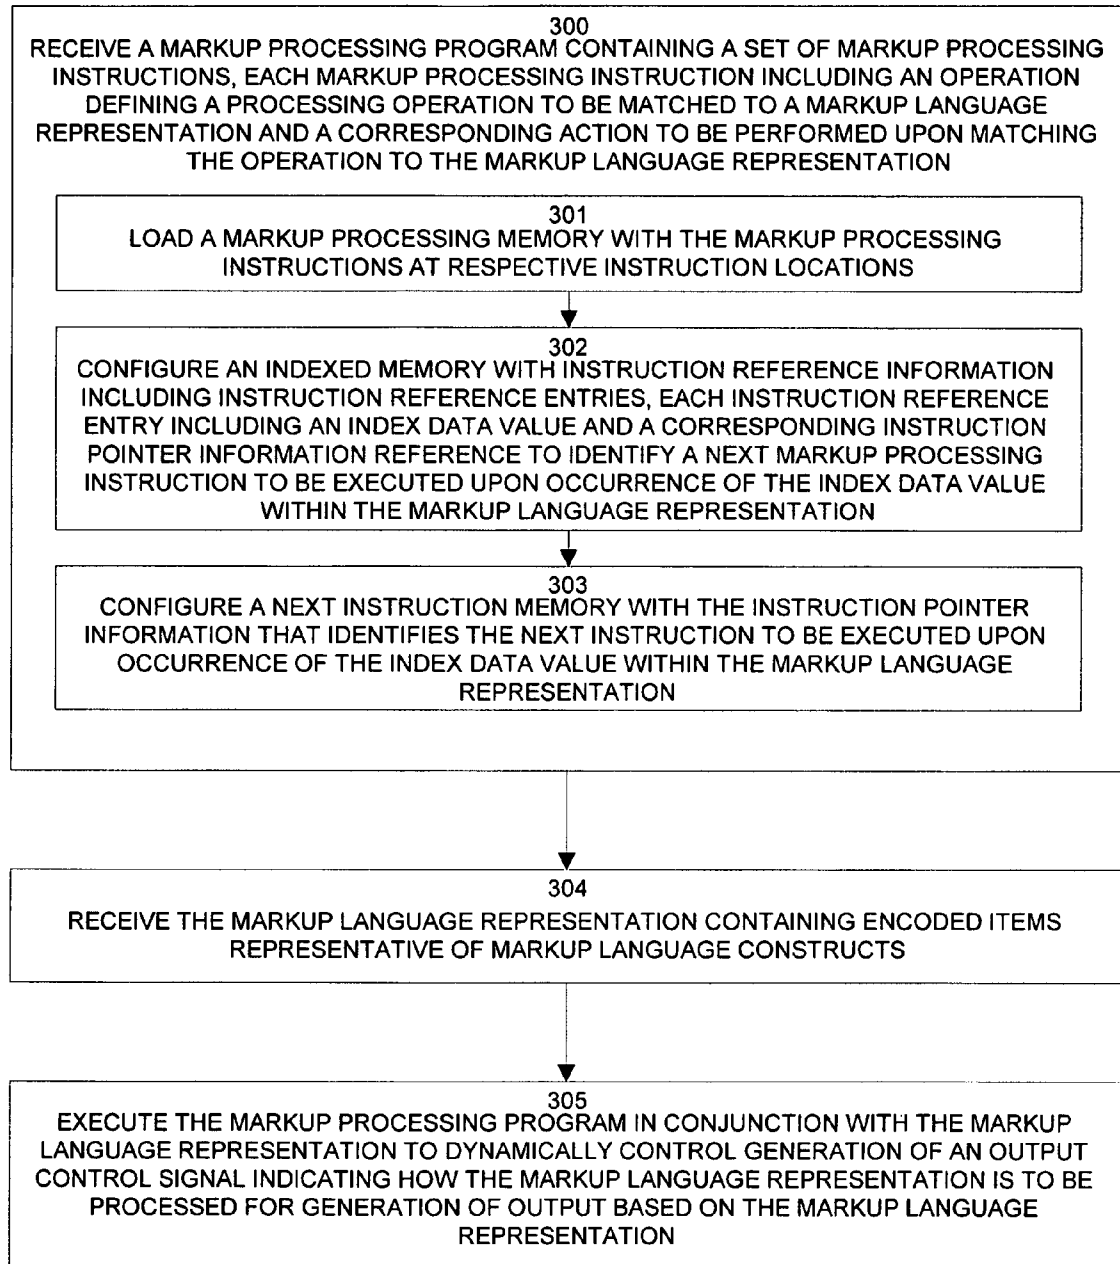 300
RECEIVE A MARKUP PROCESSING PROGRAM CONTAINING A SET OF MARKUP PROCESSING
INSTRUCTIONS, EACH MARKUP PROCESSING INSTRUCTION INCLUDING AN OPERATION
DEFINING A PROCESSING OPERATION TO BE MATCHED TO A MARKUP LANGUAGE
REPRESENTATION AND A CORRESPONDING ACTION TO BE PERFORMED UPON MATCHING
THE OPERATION TO THE MARKUP LANGUAGE REPRESENTATION
301
LOAD A MARKUP PROCESSING MEMORY WITH THE MARKUP PROCESSING
INSTRUCTIONS AT RESPECTIVE INSTRUCTION LOCATIONS
302
CONFIGURE AN INDEXED MEMORY WITH INSTRUCTION REFERENCE INFORMATION
INCLUDING INSTRUCTION REFERENCE ENTRIES, EACH INSTRUCTION REFERENCE
ENTRY INCLUDING AN INDEX DATA VALUE AND A CORRESPONDING INSTRUCTION
POINTER INFORMATION REFERENCE TO IDENTIFY A NEXT MARKUP PROCESSING
INSTRUCTION TO BE EXECUTED UPON OCCURRENCE OF THE INDEX DATA VALUE
WITHIN THE MARKUP LANGUAGE REPRESENTATION
303
CONFIGURE A NEXT INSTRUCTION MEMORY WITH THE INSTRUCTION POINTER
INFORMATION THAT IDENTIFIES THE NEXT INSTRUCTION TO BE EXECUTED UPON
OCCURRENCE OF THE INDEX DATA VALUE WITHIN THE MARKUP LANGUAGE
REPRESENTATION
304
RECEIVE THE MARKUP LANGUAGE REPRESENTATION CONTAINING ENCODED ITEMS
REPRESENTATIVE OF MARKUP LANGUAGE CONSTRUCTS
305
EXECUTE THE MARKUP PROCESSING PROGRAM IN CONJUNCTION WITH THE MARKUP
LANGUAGE REPRESENTATION TO DYNAMICALLY CONTROL GENERATION OF AN OUTPUT
CONTROL SIGNAL INDICATING HOW THE MARKUP LANGUAGE REPRESENTATION IS TO BE
PROCESSED FOR GENERATION OF OUTPUT BASED ON THE MARKUP LANGUAGE
REPRESENTATION